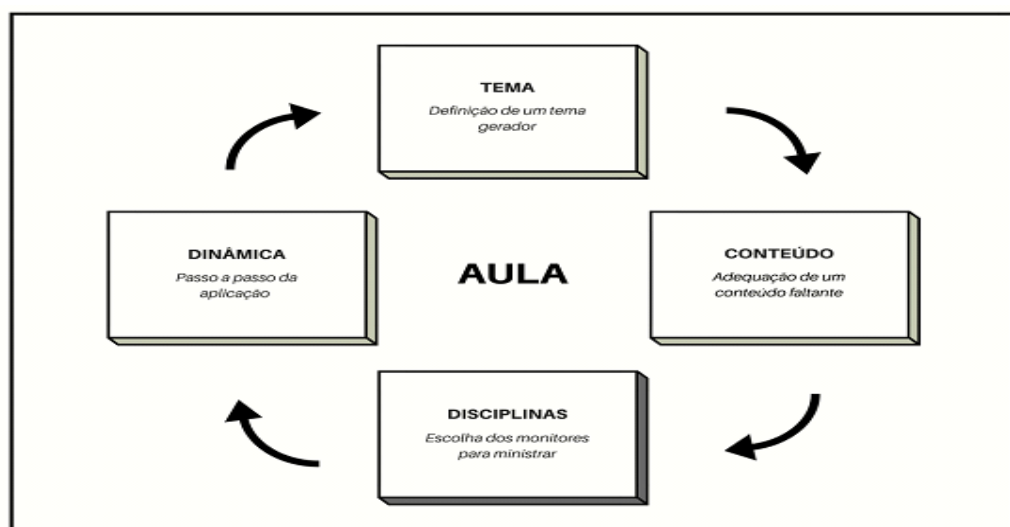 TEMA
Definição de um tema
gerador
DINÂMICA
Passo a passo da
aplicação
AULA
CONTEÚDO
Adequação de um
conteúdo faltante
DISCIPLINAS
Escolha dos monitores
para ministrar